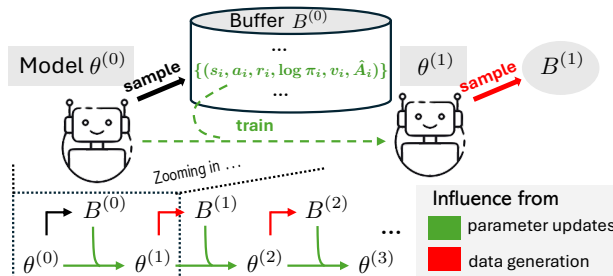 Buffer B^(0)
...
Model θ^(0)
sample
{(s_i, a_i, r_i, log π_i, v_i, Â_i)}
...
θ^(1)
sample
B^(1)
train
Zooming in ...
B^(0) B^(1) B^(2)
θ^(0) θ^(1) θ^(2) θ^(3) ...
Influence from
parameter updates
data generation